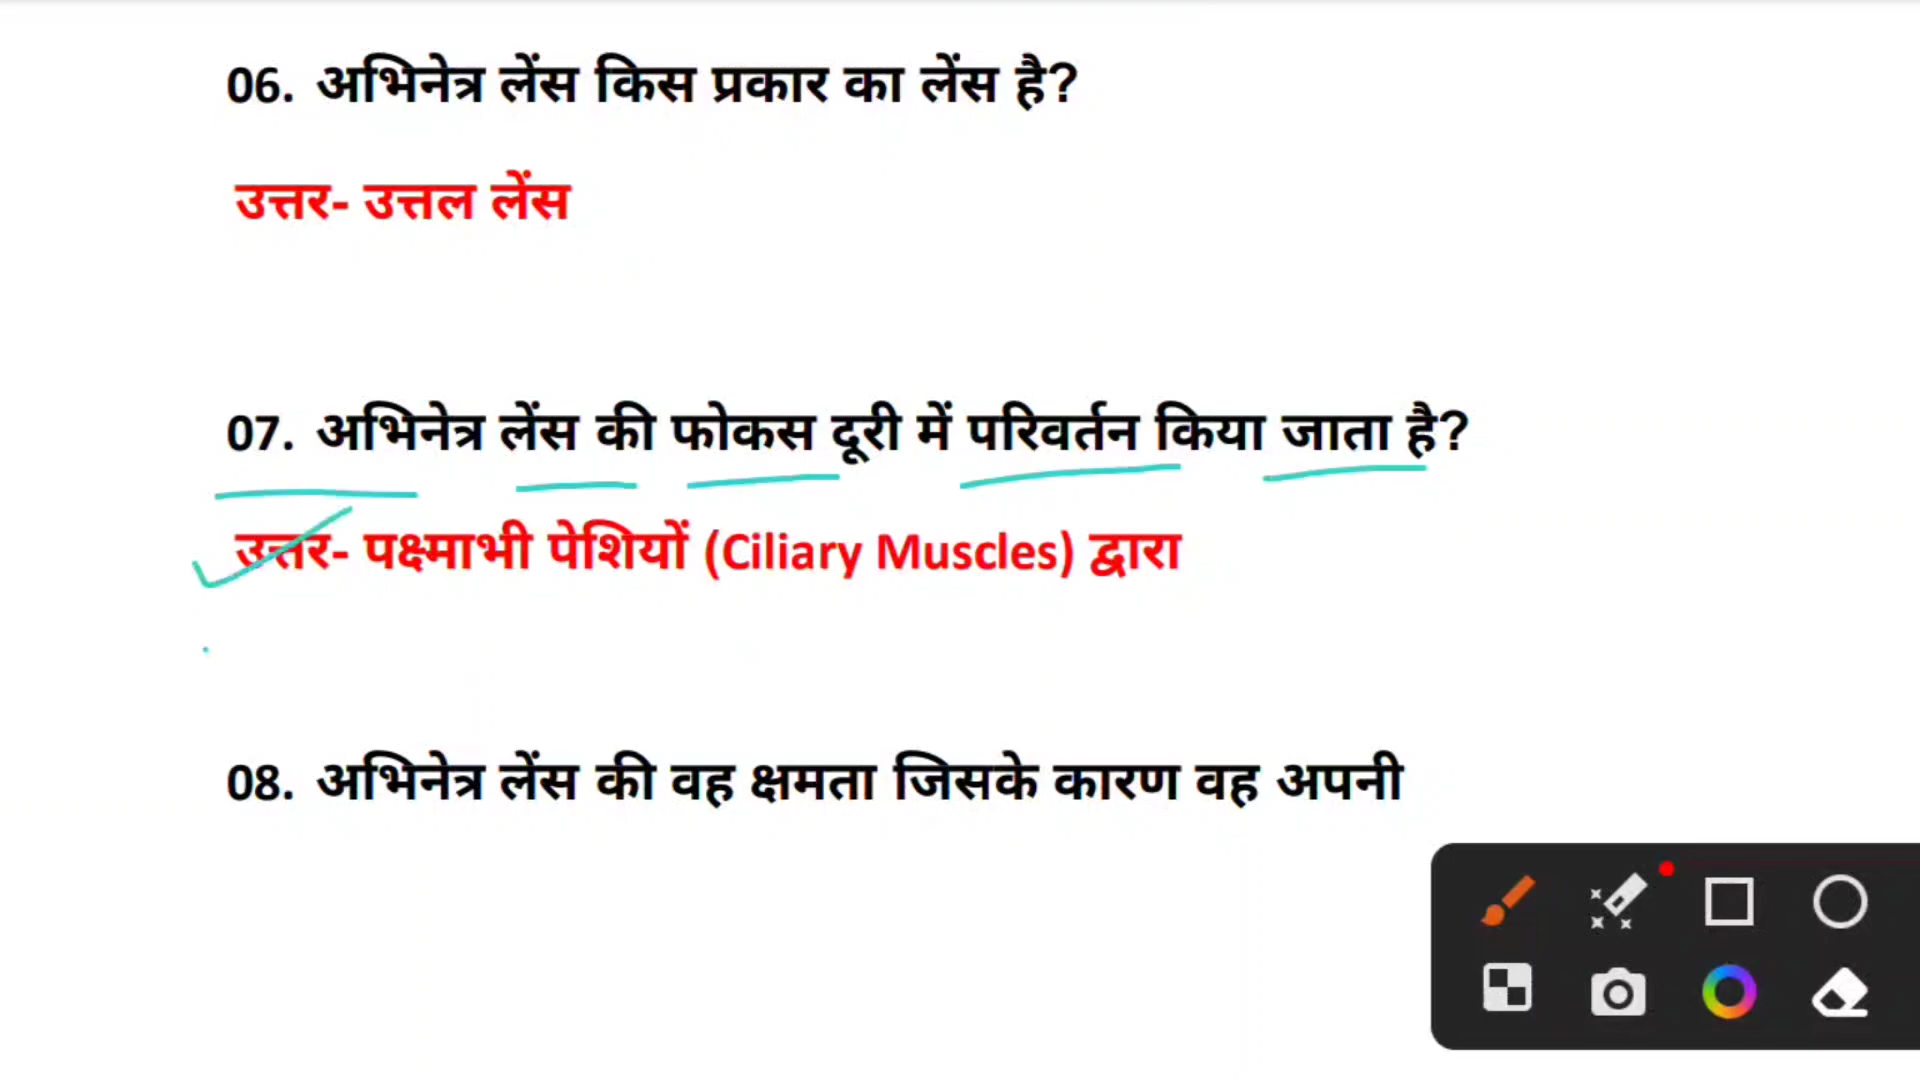 06. अभिनेत्र लेंस किस प्रकार का लेंस है?
उत्तर- उत्तल लेंस
07. अभिनेत्र लेंस की फोकस दूरी में परिवर्तन किया जाता है?
उत्तर- पक्ष्माभी पेशियों (Ciliary Muscles) द्वारा
08. अभिनेत्र लेंस की वह क्षमता जिसके कारण वह अपनी